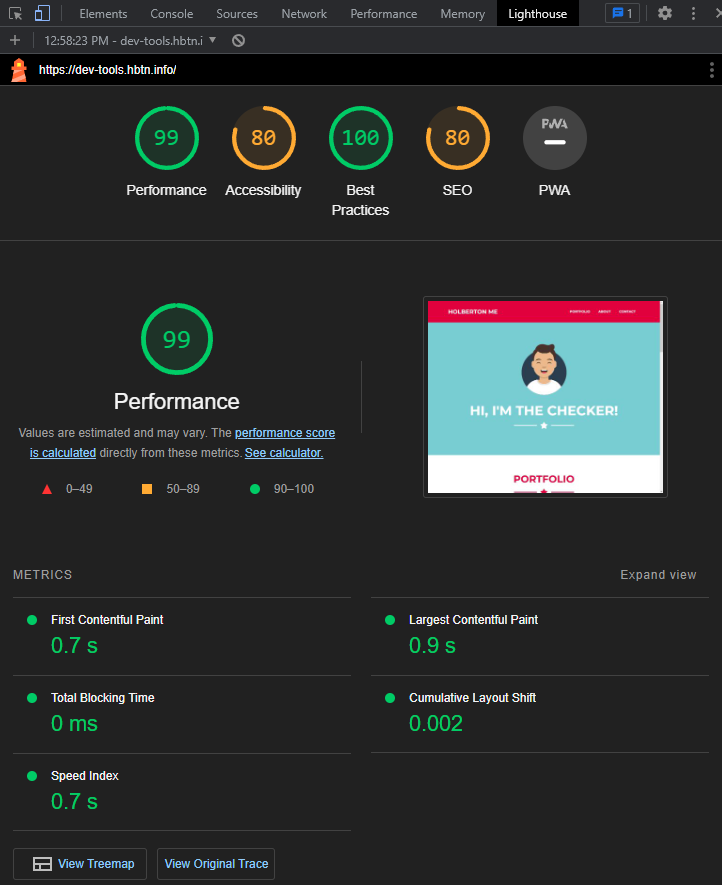 Elements Console Sources Network Performance Memory Lighthouse 1
12:58:23 PM - dev-tools.hbtn.i
https://dev-tools.hbtn.info/
99 80 100 80 PWA
Performance Accessibility Best Practices SEO PWA
99
Performance
Values are estimated and may vary. The performance score
is calculated directly from these metrics. See calculator.
0–49 50–89 90–100
HOLBERTON ME PORTFOLIO ABOUT CONTACT
HI, I'M THE CHECKER!
PORTFOLIO
METRICS Expand view
First Contentful Paint
0.7 s
Largest Contentful Paint
0.9 s
Total Blocking Time
0 ms
Cumulative Layout Shift
0.002
Speed Index
0.7 s
View Treemap View Original Trace